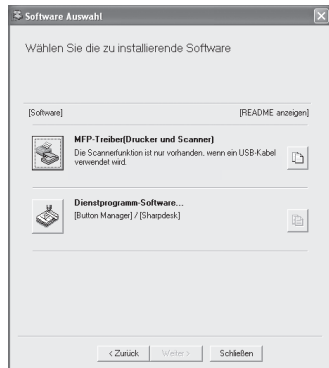 Software Auswahl
Wählen Sie die zu installierende Software
[Software] [README anzeigen]
MFP-Treiber(Drucker und Scanner)
Die Scannerfunktion ist nur vorhanden, wenn ein USB-Kabel
verwendet wird.
Dienstprogramm-Software...
[Button Manager] / [Sharpdesk]
< Zurück Weiter > Schließen